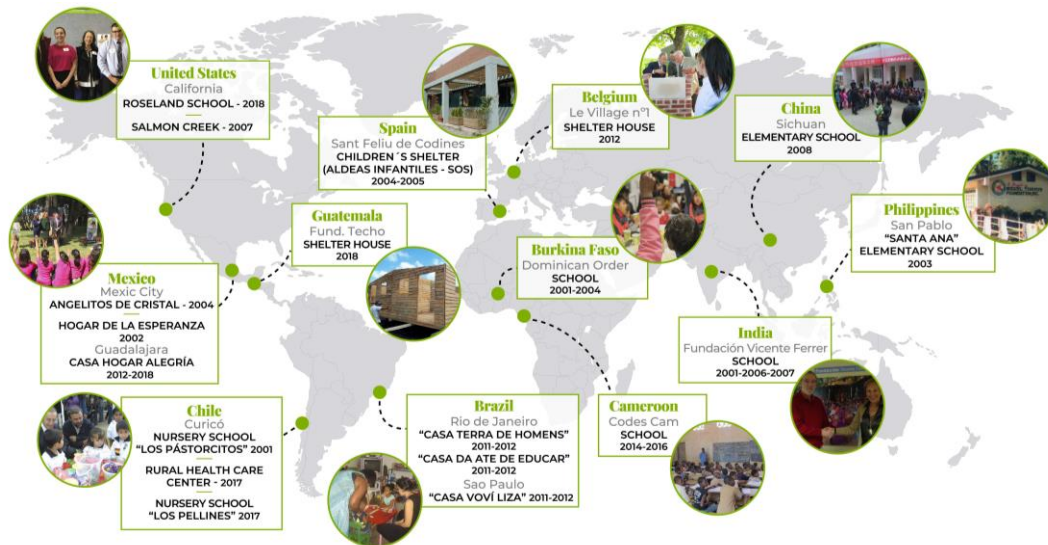 United States
California
ROSELAND SCHOOL - 2018
SALMON CREEK - 2007
Spain
Sant Feliu de Codines
CHILDREN´S SHELTER
(ALDEAS INFANTILES - SOS)
2004-2005
Belgium
Le Village nº1
SHELTER HOUSE
2012
China
Sichuan
ELEMENTARY SCHOOL
2008
Guatemala
Fund. Techo
SHELTER HOUSE
2018
Burkina Faso
Dominican Order
SCHOOL
2001-2004
Philippines
San Pablo
“SANTA ANA”
ELEMENTARY SCHOOL
2003
Mexico
Mexic City
ANGELITOS DE CRISTAL - 2004
HOGAR DE LA ESPERANZA
2002
Guadalajara
CASA HOGAR ALEGRÍA
2012-2018
India
Fundación Vicente Ferrer
SCHOOL
2001-2006-2007
Chile
Curicó
NURSERY SCHOOL
“LOS PÁSTORCITOS” 2001
RURAL HEALTH CARE
CENTER - 2017
NURSERY SCHOOL
“LOS PELLINES” 2017
Brazil
Rio de Janeiro
“CASA TERRA DE HOMENS”
2011-2012
“CASA DA ATE DE EDUCAR”
2011-2012
Sao Paulo
“CASA VOVÍ LIZA” 2011-2012
Cameroon
Codes Cam
SCHOOL
2014-2016